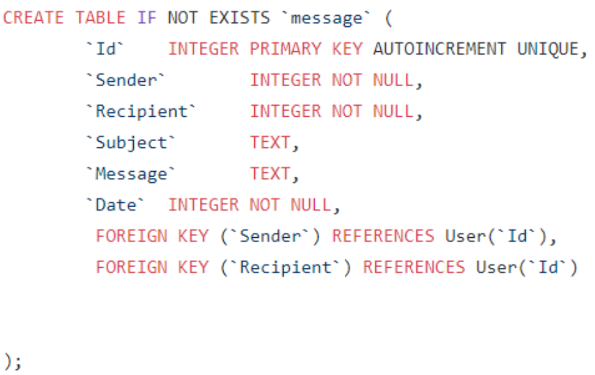 CREATE TABLE IF NOT EXISTS `message` (
`Id` INTEGER PRIMARY KEY AUTOINCREMENT UNIQUE,
`Sender` INTEGER NOT NULL,
`Recipient` INTEGER NOT NULL,
`Subject` TEXT,
`Message` TEXT,
`Date` INTEGER NOT NULL,
FOREIGN KEY (`Sender`) REFERENCES User(`Id`),
FOREIGN KEY (`Recipient`) REFERENCES User(`Id`)
);